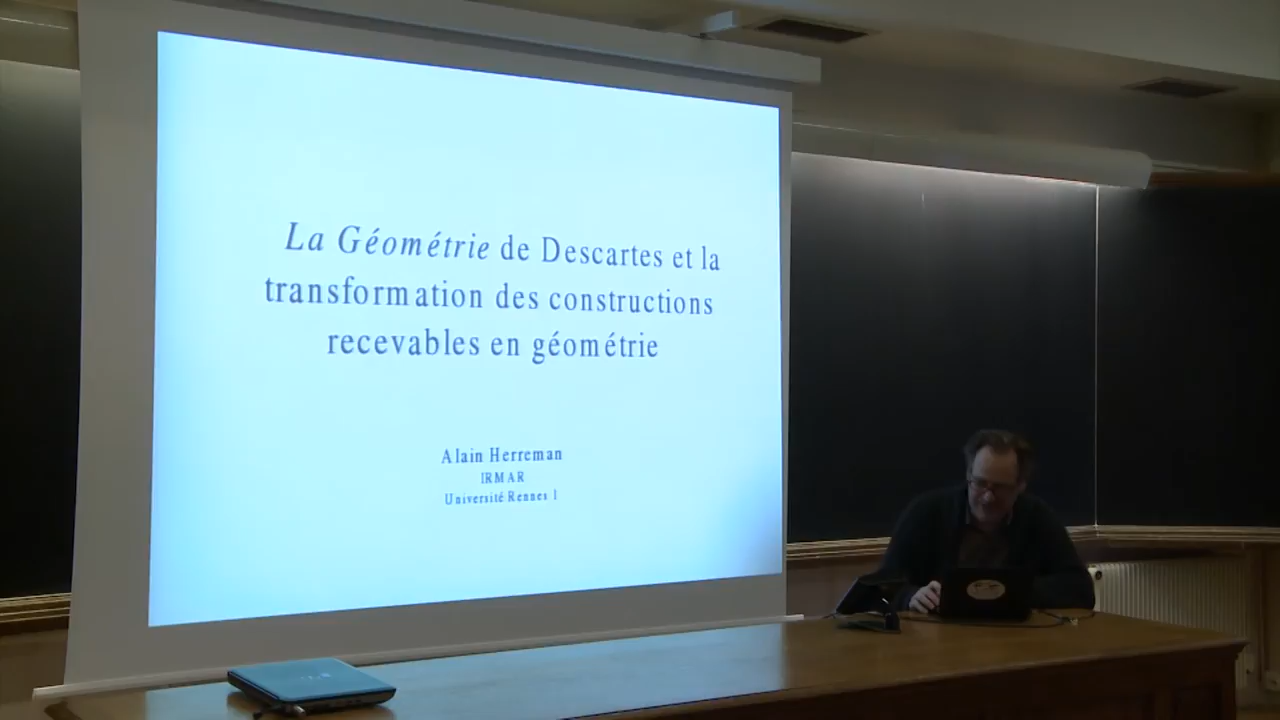 La Géométrie de Descartes et la
transformation des constructions
recevables en géométrie
Alain Herreman
IRMAR
Université Rennes 1